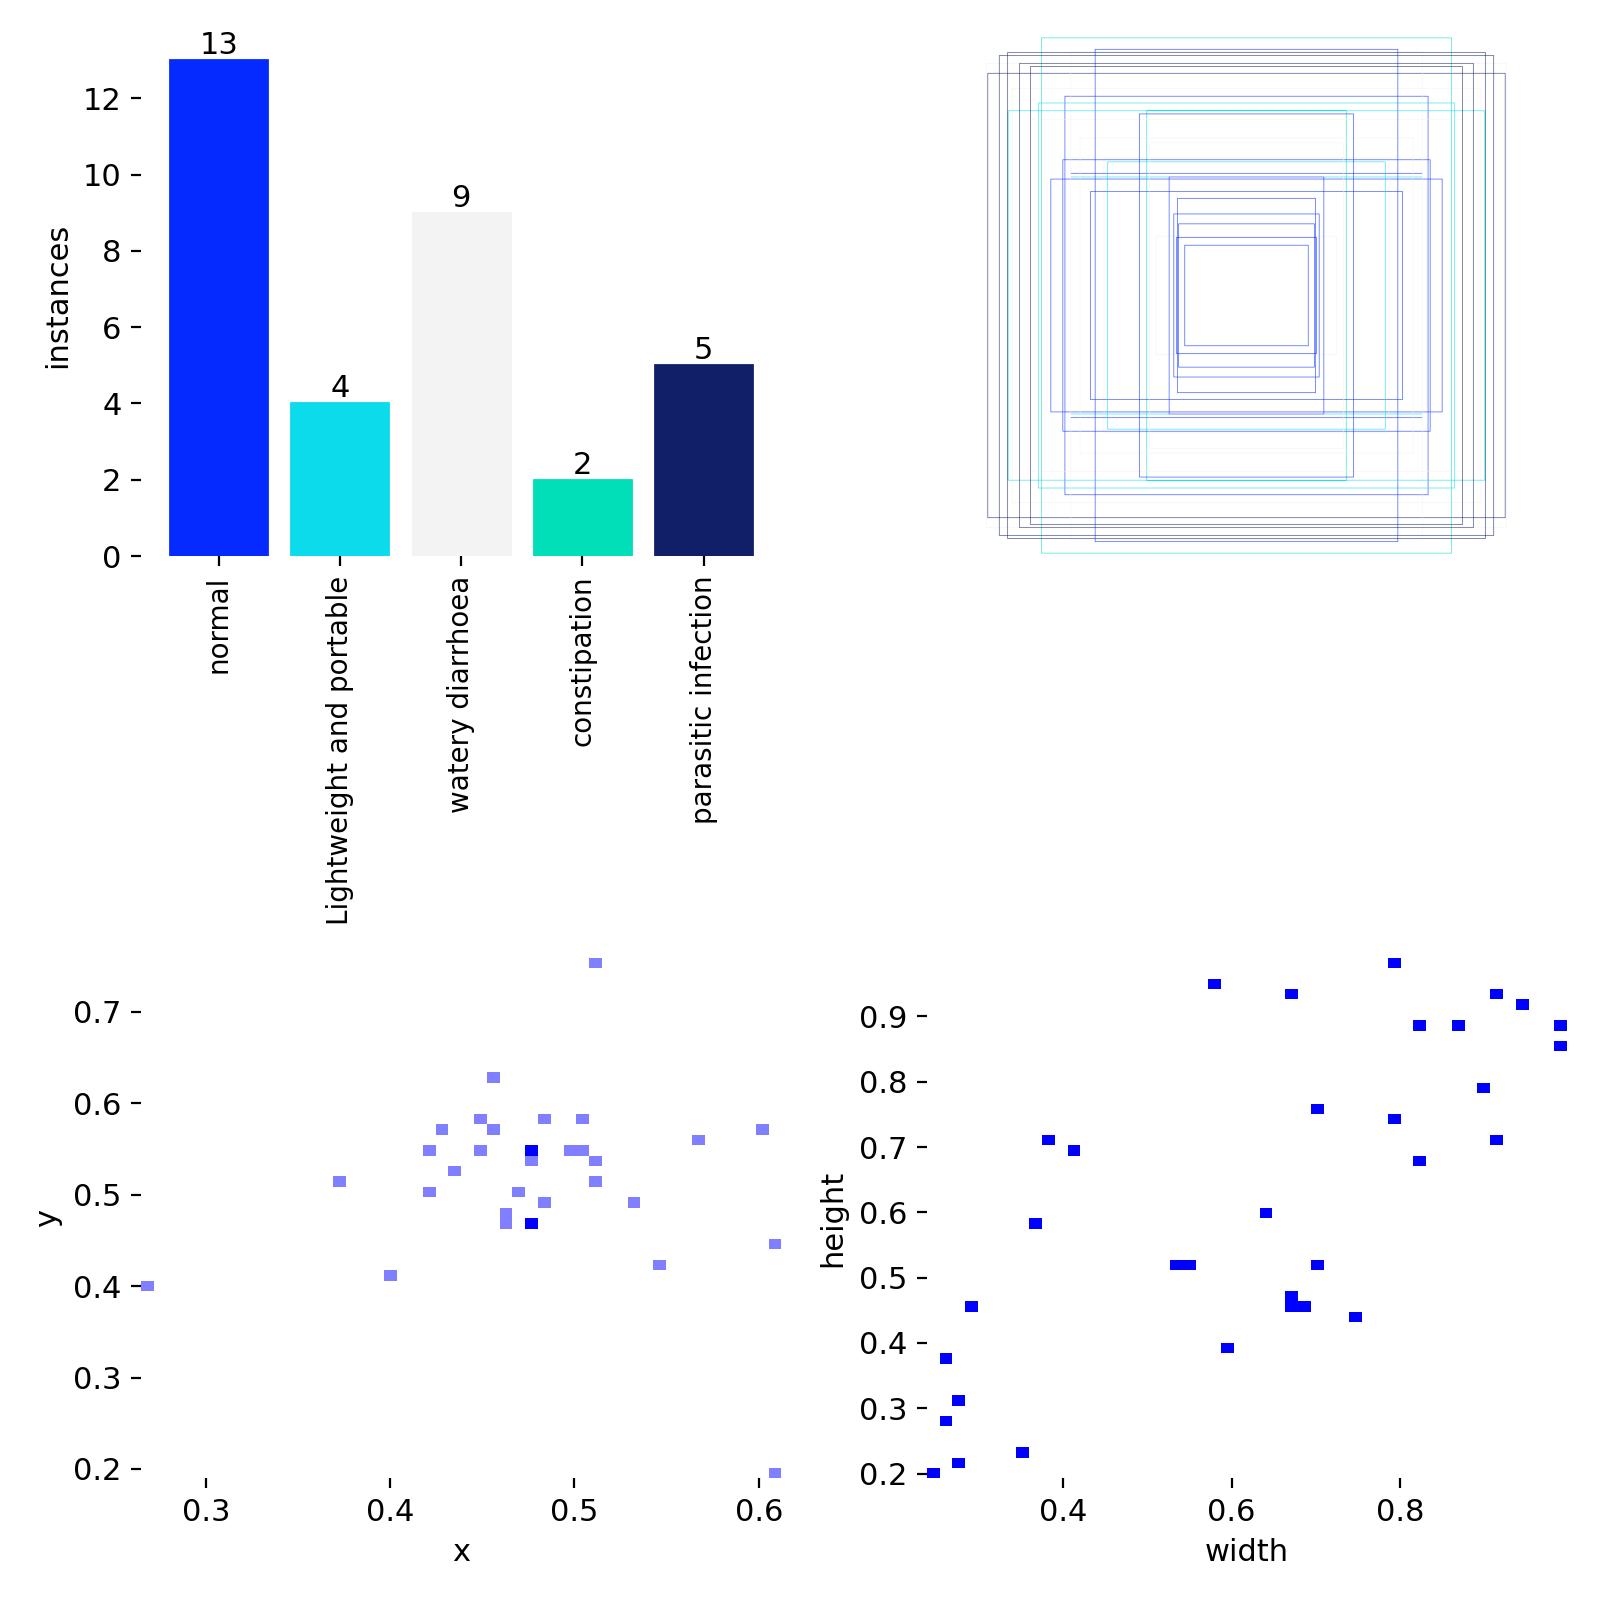 13
12
10
8
6
4
2
0
instances
4
9
2
5
normal
Lightweight and portable
watery diarrhoea
constipation
parasitic infection
0.7
0.6
0.5
0.4
0.3
0.2
y
0.3 0.4 0.5 0.6
x
0.9
0.8
0.7
0.6
0.5
0.4
0.3
0.2
height
0.4 0.6 0.8
width